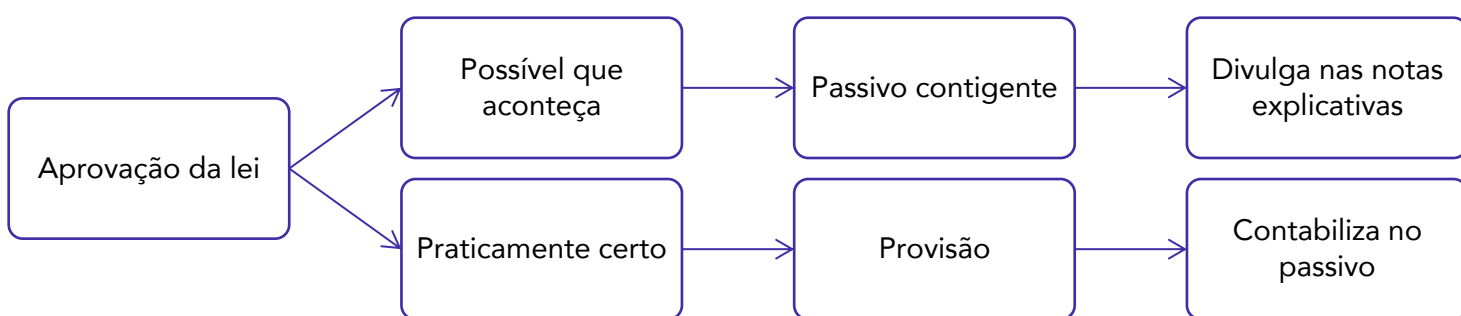 Aprovação da lei
Possível que
aconteça
Passivo contigente
Divulga nas notas
explicativas
Praticamente certo
Provisão
Contabiliza no
passivo